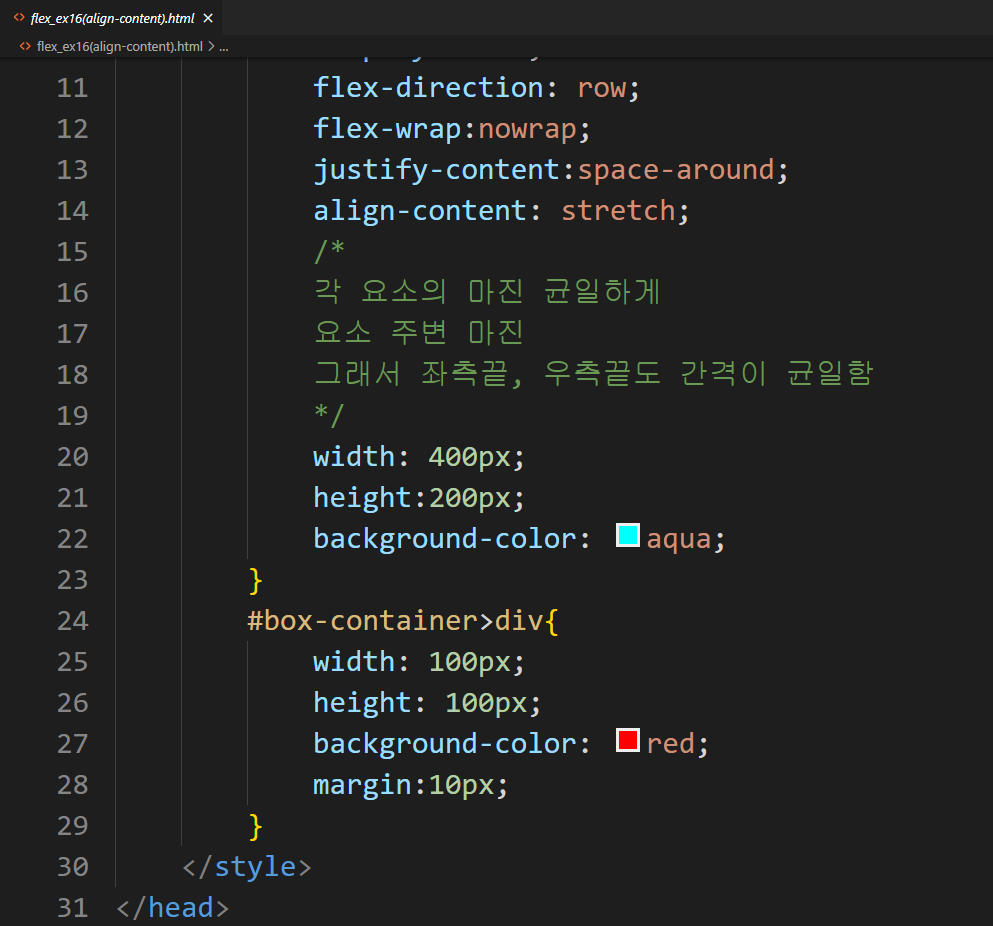 flex_ex16(align-content).html ×
flex_ex16(align-content).html > ...
11 flex-direction: row;
12 flex-wrap:nowrap;
13 justify-content:space-around;
14 align-content: stretch;
15 /*
16 각 요소의 마진 균일하게
17 요소 주변 마진
18 그래서 좌측끝, 우측끝도 간격이 균일함
19 */
20 width: 400px;
21 height:200px;
22 background-color: aqua;
23 }
24 #box-container>div{
25 width: 100px;
26 height: 100px;
27 background-color: red;
28 margin:10px;
29 }
30 </style>
31 </head>